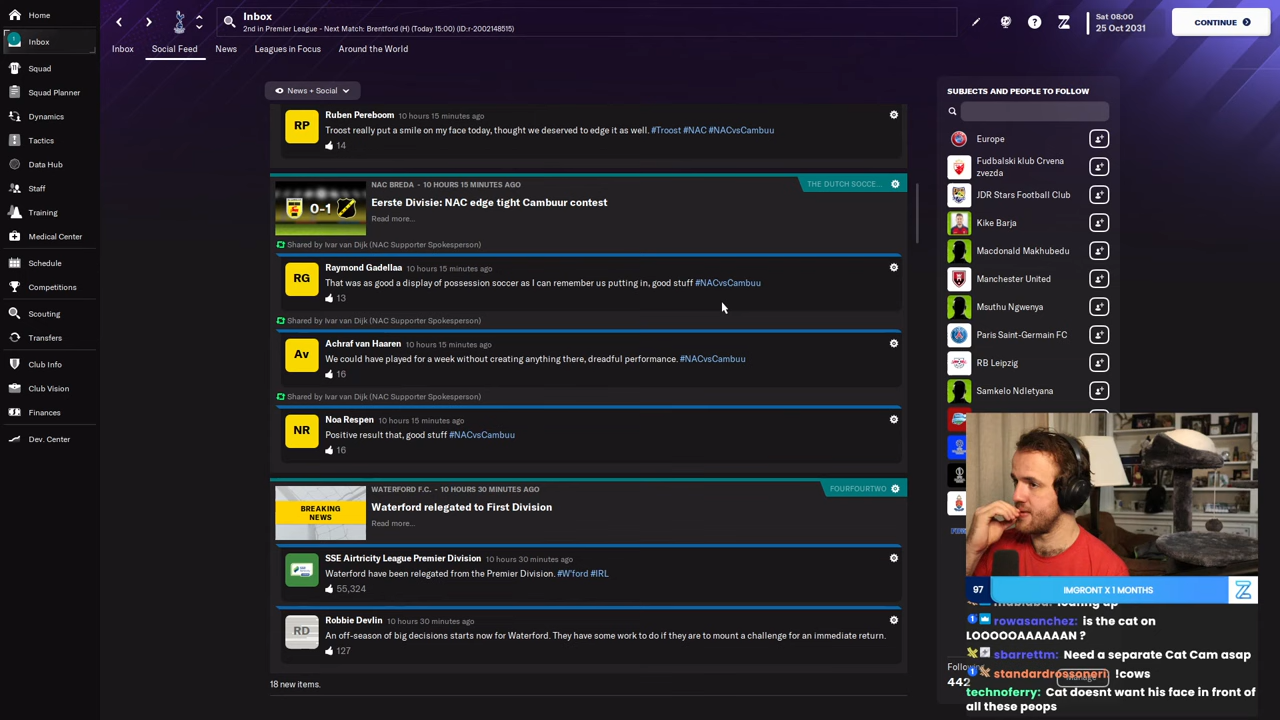 Home
Inbox
2nd in Premier League - Next Match: Brentford (H) (Today 15:00) (ID:r-2002148515)
Sat 08:00
25 Oct 2031
CONTINUE
1
Inbox
Squad
Squad Planner
Dynamics
Tactics
Data Hub
Staff
Training
Medical Center
Schedule
Competitions
Scouting
Transfers
Club Info
Club Vision
Finances
Dev. Center
Inbox
Social Feed
News
Leagues in Focus
Around the World
News + Social
RP
Ruben Pereboom 10 hours 15 minutes ago
Troost really put a smile on my face today, thought we deserved to edge it as well. #Troost #NAC #NACvsCambuu
14
NAC BREDA - 10 HOURS 15 MINUTES AGO
THE DUTCH SOCCE...
0-1
Eerste Divisie: NAC edge tight Cambuur contest
Read more...
Shared by Ivar van Dijk (NAC Supporter Spokesperson)
RG
Raymond Gadellaa 10 hours 15 minutes ago
That was as good a display of possession soccer as I can remember us putting in, good stuff #NACvsCambuu
13
Shared by Ivar van Dijk (NAC Supporter Spokesperson)
Av
Achraf van Haaren 10 hours 15 minutes ago
We could have played for a week without creating anything there, dreadful performance. #NACvsCambuu
16
Shared by Ivar van Dijk (NAC Supporter Spokesperson)
NR
Noa Respen 10 hours 15 minutes ago
Positive result that, good stuff #NACvsCambuu
16
WATERFORD F.C. - 10 HOURS 30 MINUTES AGO
FOURFOURTWO
BREAKING
NEWS
Waterford relegated to First Division
Read more...
SSE Airtricity League Premier Division 10 hours 30 minutes ago
Waterford have been relegated from the Premier Division. #W'ford #IRL
55,324
RD
Robbie Devlin 10 hours 30 minutes ago
An off-season of big decisions starts now for Waterford. They have some work to do if they are to mount a challenge for an immediate return.
127
18 new items.
SUBJECTS AND PEOPLE TO FOLLOW
Europe
Fudbalski klub Crvena
zvezda
JDR Stars Football Club
Kike Barja
Macdonald Makhubedu
Manchester United
Msuthu Ngwenya
Paris Saint-Germain FC
RB Leipzig
Samkelo Ndletyana
97
IMGRONT X 1 MONTHS
rowasanchez: is the cat on
LOOOOOAAAAAN ?
sbarrettm: Need a separate Cat Cam asap
standardrossoneri: !cows
technoferry: Cat doesnt want his face in front of
all these peops
Following
442
Manage